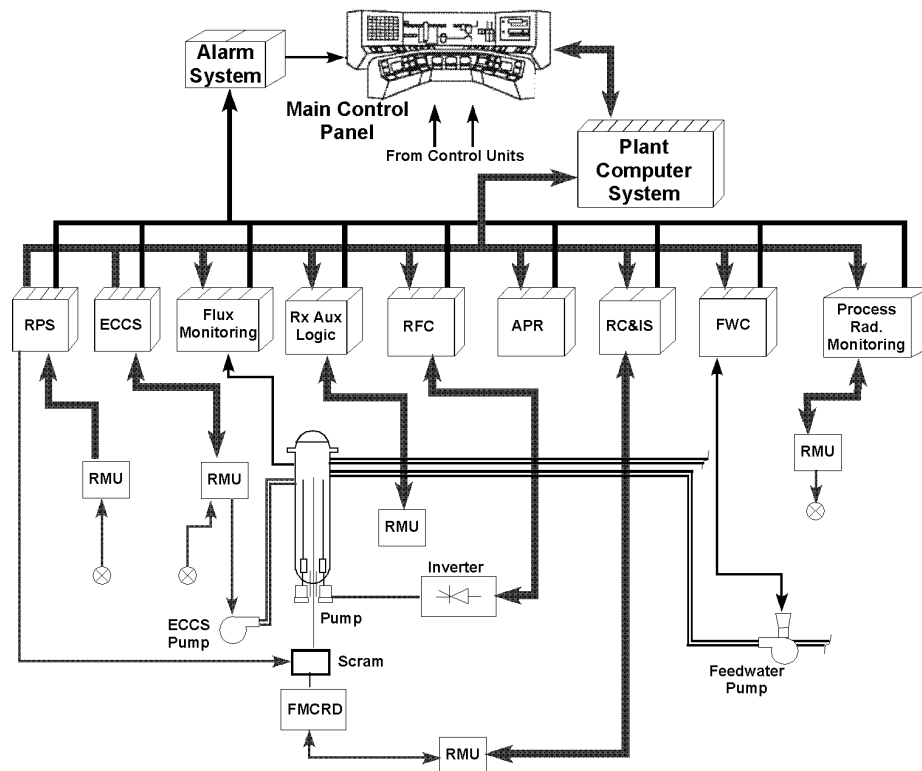 Alarm
System
Main Control
Panel
From Control Units
Plant
Computer
System
RPS
ECCS
Flux
Monitoring
Rx Aux
Logic
RFC
APR
RC&IS
FWC
Process
Rad.
Monitoring
RMU
RMU
RMU
RMU
Inverter
Pump
ECCS
Pump
Scram
Feedwater
Pump
FMCRD
RMU